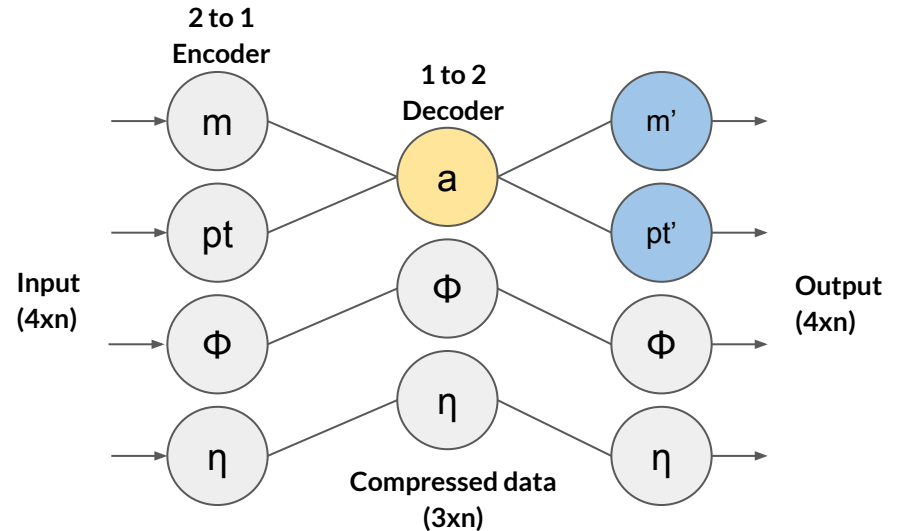 2 to 1
Encoder
1 to 2
Decoder
m
m’
a
pt
pt’
Φ
Input
(4xn)
Output
(4xn)
Φ
Φ
η
η
η
Compressed data
(3xn)